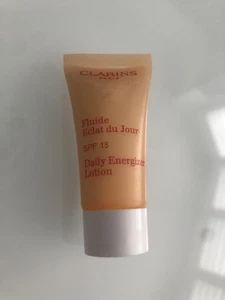 CLARINS
Fluide
Eclat du Jour
SPF 15
Daily Energizer
Lotion